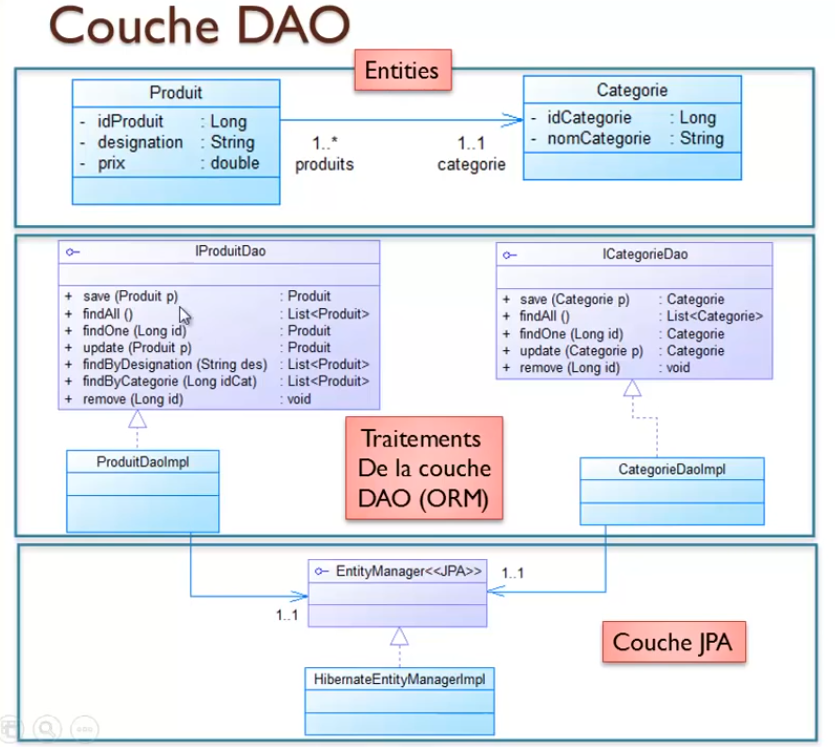 Couche DAO
Entities
Produit
- idProduit : Long
- designation : String
- prix : double
1..*
produits
1..1
categorie
Categorie
- idCategorie : Long
- nomCategorie : String
IProduitDao
+ save (Produit p) : Produit
+ findAll () : List<Produit>
+ findOne (Long id) : Produit
+ update (Produit p) : Produit
+ findByDesignation (String des) : List<Produit>
+ findByCategorie (Long idCat) : List<Produit>
+ remove (Long id) : void
ICategorieDao
+ save (Categorie p) : Categorie
+ findAll () : List<Categorie>
+ findOne (Long id) : Categorie
+ update (Categorie p) : Categorie
+ remove (Long id) : void
ProduitDaoImpl
Traitements
De la couche
DAO (ORM)
CategorieDaoImpl
EntityManager<<JPA>>
1..1
1..1
Couche JPA
HibernateEntityManagerImpl